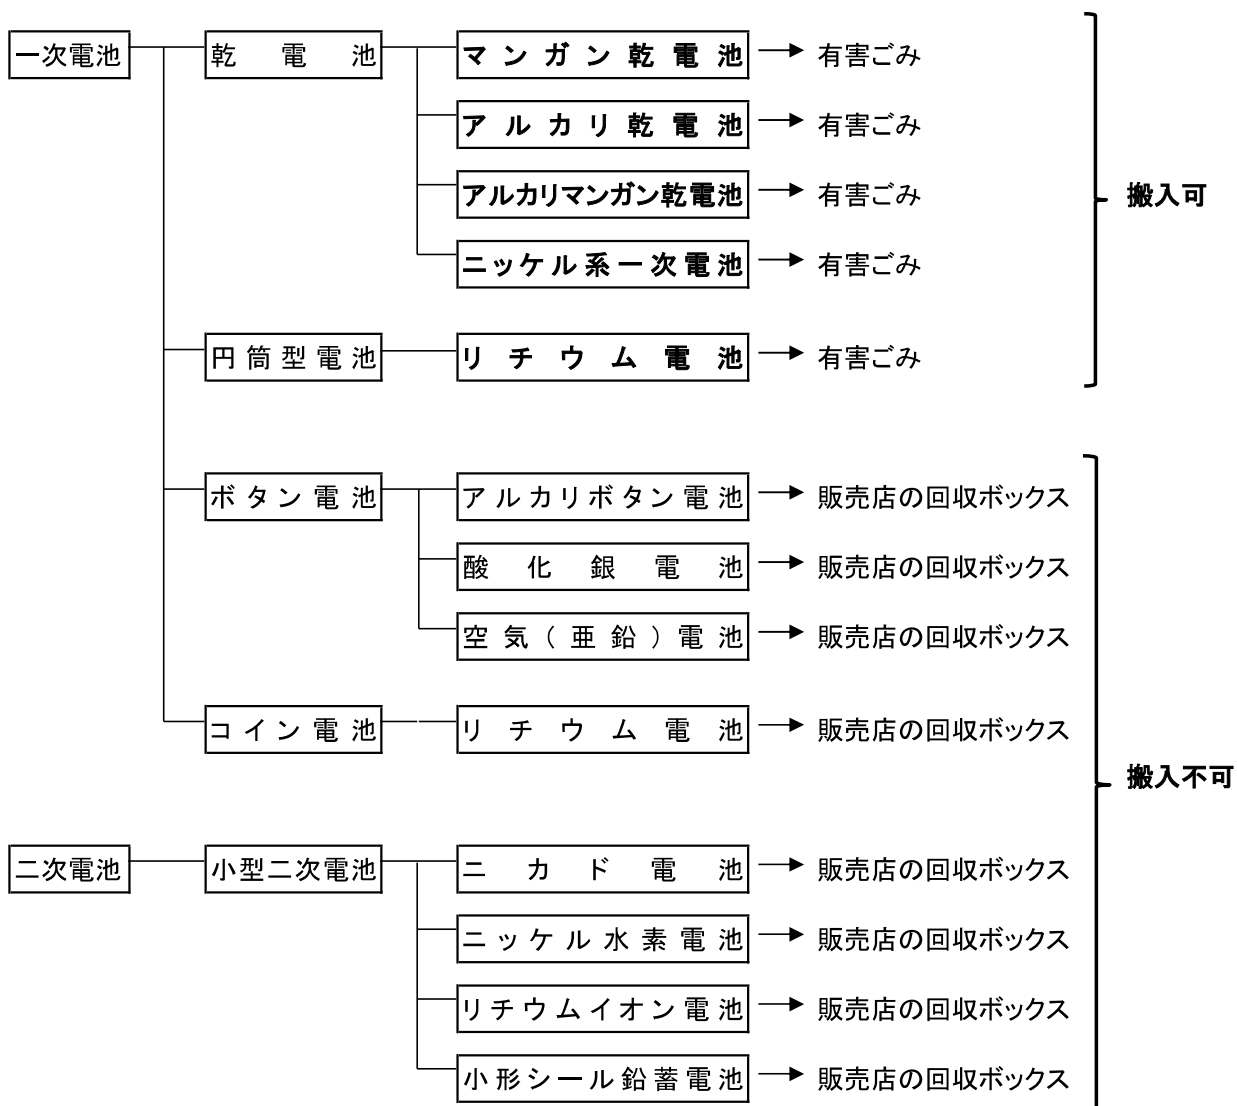 一次電池 乾電池 マンガン乾電池 有害ごみ
アルカリ乾電池 有害ごみ
アルカリマンガン乾電池 有害ごみ 搬入可
ニッケル系一次電池 有害ごみ
円筒型電池 リチウム電池 有害ごみ
ボタン電池 アルカリボタン電池 販売店の回収ボックス
酸化銀電池 販売店の回収ボックス
空気(亜鉛)電池 販売店の回収ボックス
コイン電池 リチウム電池 販売店の回収ボックス
搬入不可
二次電池 小型二次電池 ニカド電池 販売店の回収ボックス
ニッケル水素電池 販売店の回収ボックス
リチウムイオン電池 販売店の回収ボックス
小形シール鉛蓄電池 販売店の回収ボックス